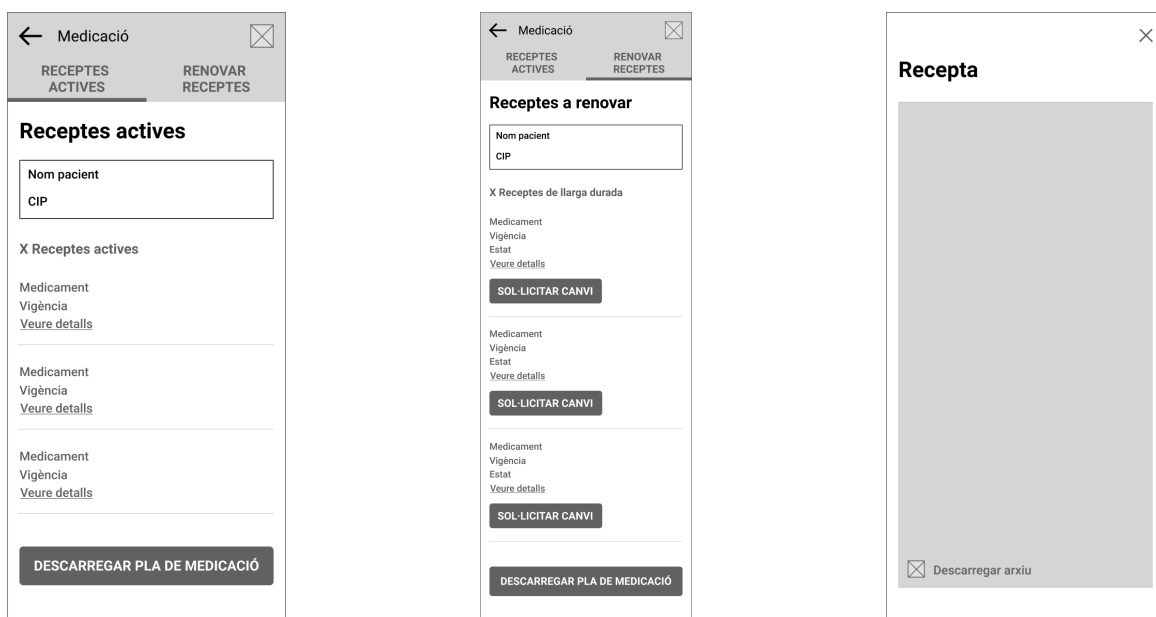 Medicació
RECEPTES
ACTIVES
RENOVAR
RECEPTES
Receptes actives
Nom pacient
CIP
X Receptes actives
Medicament
Vigència
Veure detalls
Medicament
Vigència
Veure detalls
Medicament
Vigència
Veure detalls
DESCARREGAR PLA DE MEDICACIÓ
Medicació
RECEPTES
ACTIVES
RENOVAR
RECEPTES
Receptes a renovar
Nom pacient
CIP
X Receptes de llarga durada
Medicament
Vigència
Estat
Veure detalls
SOL·LICITAR CANVI
Medicament
Vigència
Estat
Veure detalls
SOL·LICITAR CANVI
Medicament
Vigència
Estat
Veure detalls
SOL·LICITAR CANVI
DESCARREGAR PLA DE MEDICACIÓ
Recepta
Descarregar arxiu